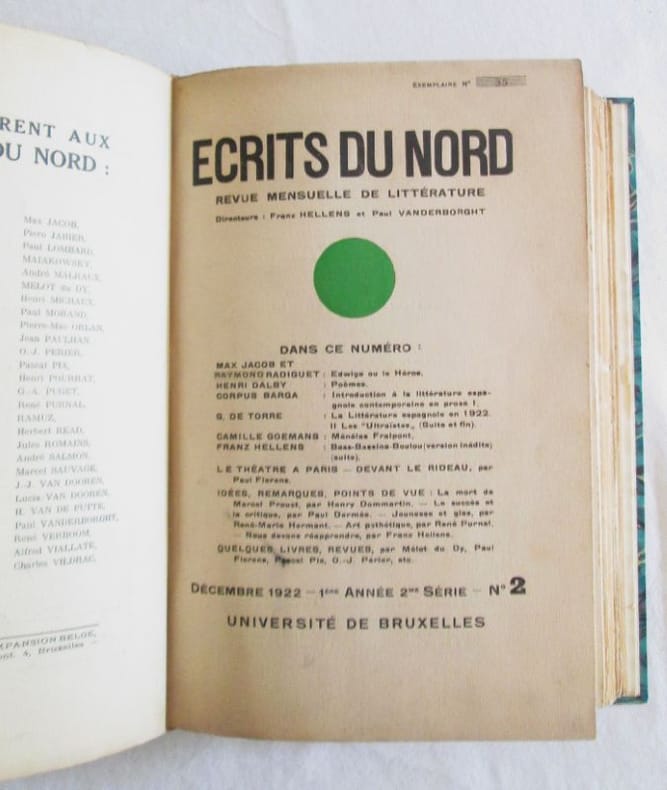 RENT AUX
DU NORD :
Max JACOB,
Piero JAHIER,
Paul LOMBARD,
MAIAKOWSKY,
André MALRAUX,
MELOT du DY,
Henri MICHAUX,
Paul MORAND,
Pierre-Mac ORLAN,
Jean PAULHAN,
O.-J. PERIER,
Pascal PIA,
Henri POURRAT,
G.-A. PUGET,
René PURNAL,
RAMUZ,
Herbert READ,
Jules ROMAINS,
André SALMON,
Marcel SAUVAGE,
J.-J. VAN DOOREN,
Lucia VAN DOOREN,
H. VAN DE PUTTE,
Paul VANDERBORGHT,
René VERBOOM,
Alfred VIALLATE,
Charles VILDRAC,
XPANSION BELGE,
4, Bruxelles
EXEMPLAIRE N° 35
ECRITS DU NORD
REVUE MENSUELLE DE LITTÉRATURE
Directeurs : Franz HELLENS et Paul VANDERBORGHT
DANS CE NUMÉRO :
MAX JACOB ET
RAYMOND RADIGUET : Edwige ou le Héros.
HENRI DALBY : Poèmes.
CORPUS BARGA : Introduction à la littérature espa-
gnole contemporaine en prose I.
G. DE TORRE : La Littérature espagnole en 1922.
II Les "Ultraïstes„ (Suite et fin).
CAMILLE GOEMANS : Ménélas Fraipont.
FRANZ HELLENS : Bass-Bassina-Boulou (version inédite)
(suite).
LE THÉATRE A PARIS — DEVANT LE RIDEAU, par
Paul Fierens.
IDÉES, REMARQUES, POINTS DE VUE : La mort de
Marcel Proust, par Henry Dommartin. — Le succès et
la critique, par Paul Dermée. — Jeunesse et glas, par
René-Marie Hermant. — Art pathétique, par René Purnal.
— Nous devons réapprendre, par Franz Hellens.
QUELQUES LIVRES, REVUES, par Mélot du Dy, Paul
Fierens, Pascal Pia, O.-J. Périer, etc.
DÉCEMBRE 1922 — 1ère ANNÉE 2me SÉRIE — N° 2
UNIVERSITÉ DE BRUXELLES